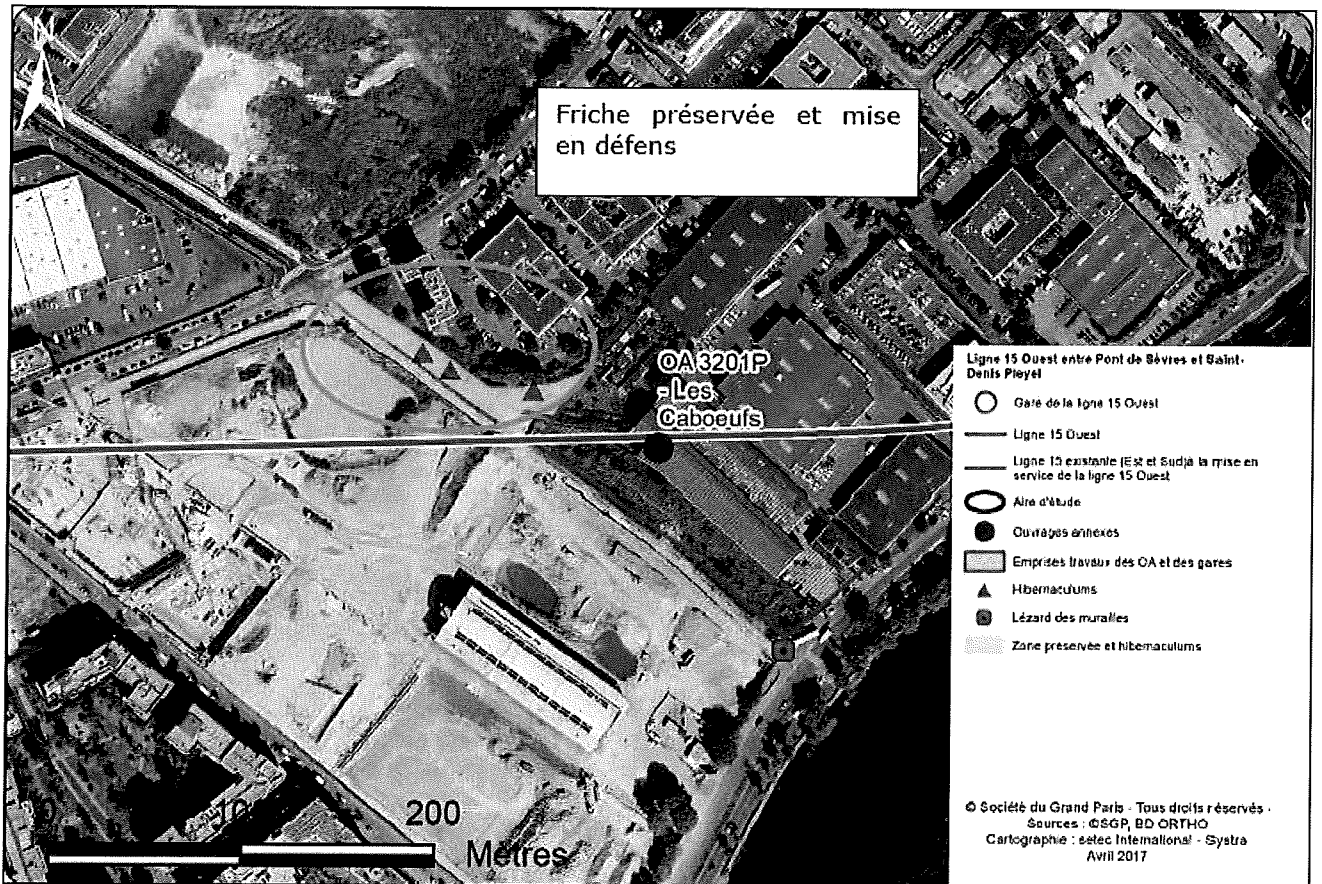 N
Friche préservée et mise
en défens
OA 3201P
- Les
Caboeufs
Ligne 15 Ouest entre Pont de Sèvres et Saint-
Denis Pleyel
Gare de la ligne 15 Ouest
Ligne 15 Ouest
Ligne 15 existante (Est et Sud)à la mise en
service de la ligne 15 Ouest
Aire d'étude
Ouvrages annexes
Emprises travaux des OA et des gares
Hibernaculums
Lézard des murailles
Zone préservée et hibernaculums
0 100 200
Mètres
© Société du Grand Paris - Tous droits réservés -
Sources : ©SGP, BD ORTHO
Cartographie : setec International - Systra
Avril 2017